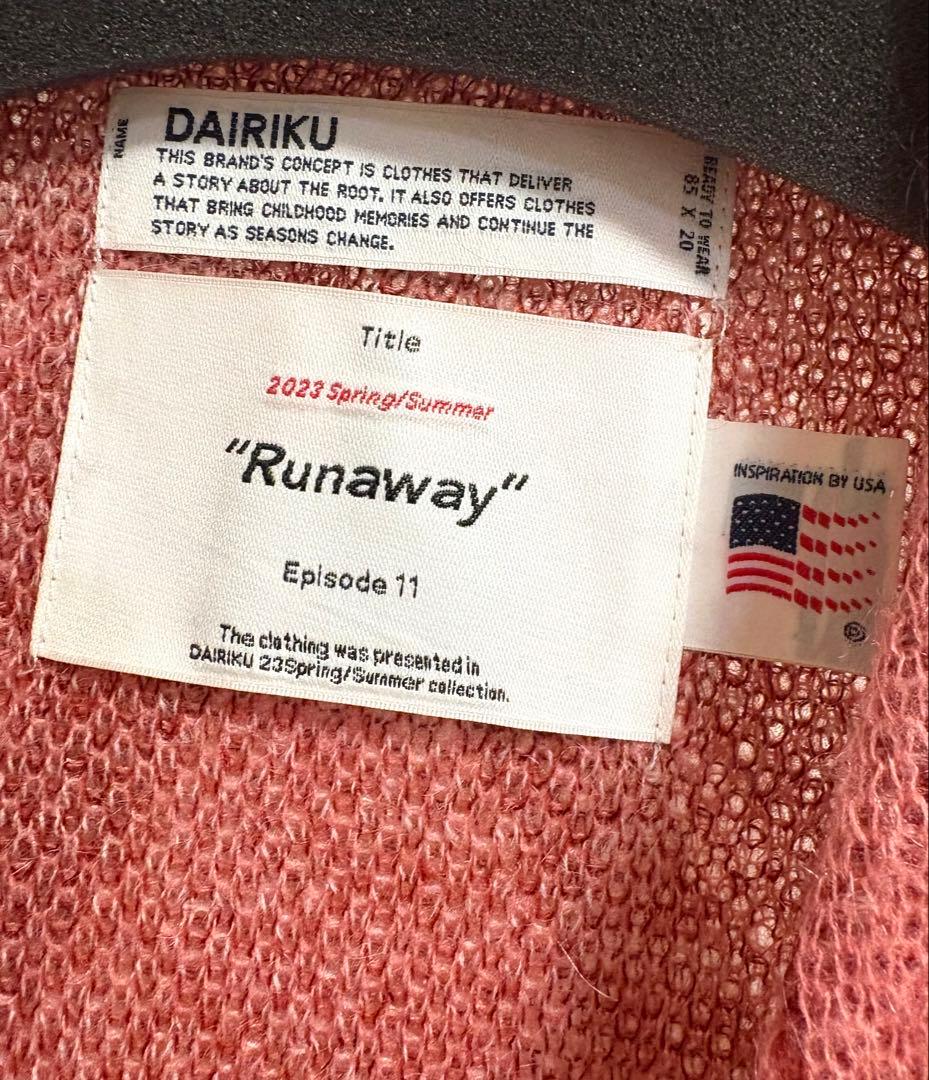 NAME
DAIRIKU
THIS BRAND'S CONCEPT IS CLOTHES THAT DELIVER
A STORY ABOUT THE ROOT. IT ALSO OFFERS CLOTHES
THAT BRING CHILDHOOD MEMORIES AND CONTINUE THE
STORY AS SEASONS CHANGE.
READY TO WEAR
85 X 20
Title
2023 Spring/Summer
"Runaway"
Episode 11
The clothing was presented in
DAIRIKU 23Spring/Summer collection.
INSPIRATION BY USA